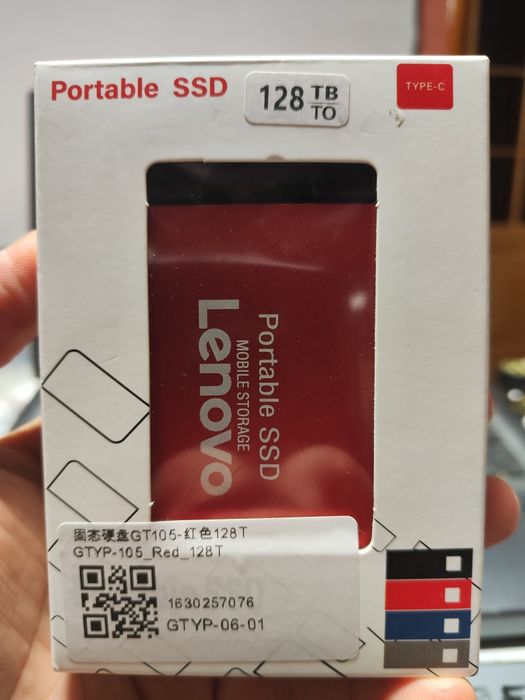 Portable SSD
128 TB
TO
TYPE-C
Portable SSD
MOBILE STORAGE
Lenovo
固态硬盘GT105-红色128T
GTYP-105_Red_128T
1630257076
GTYP-06-01